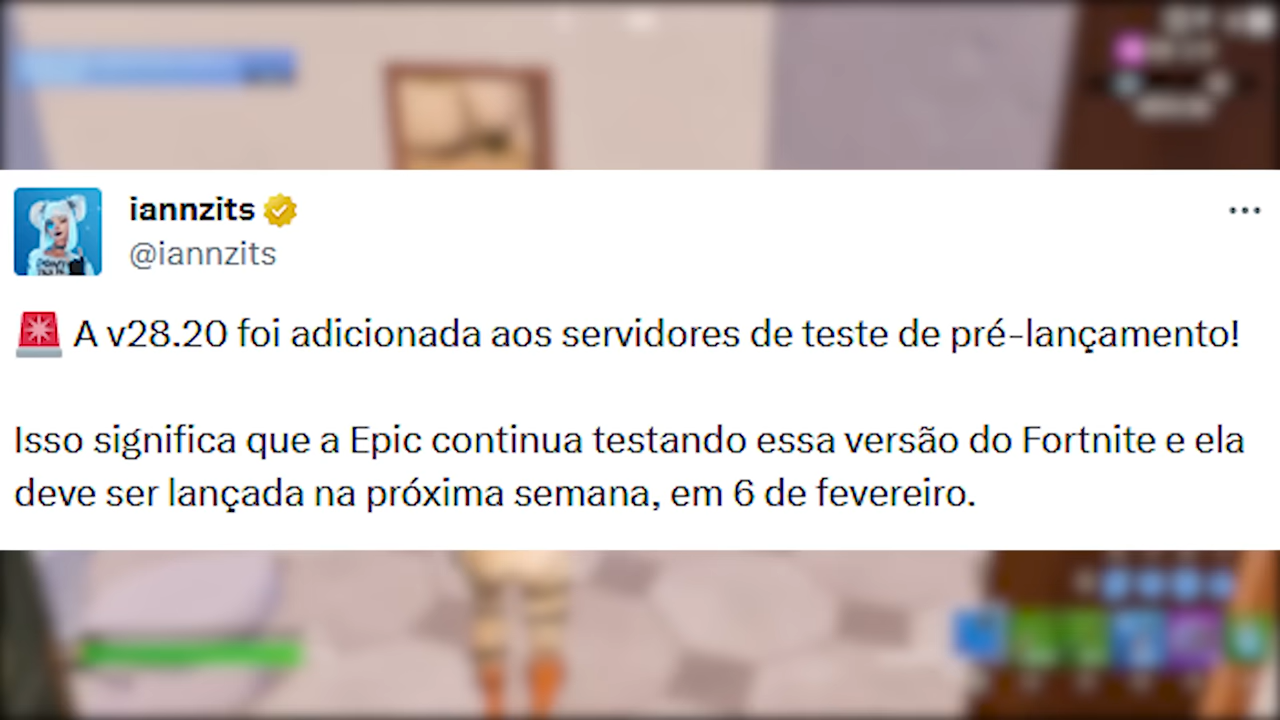 iannzits
@iannzits
🚨 A v28.20 foi adicionada aos servidores de teste de pré-lançamento!
Isso significa que a Epic continua testando essa versão do Fortnite e ela
deve ser lançada na próxima semana, em 6 de fevereiro.